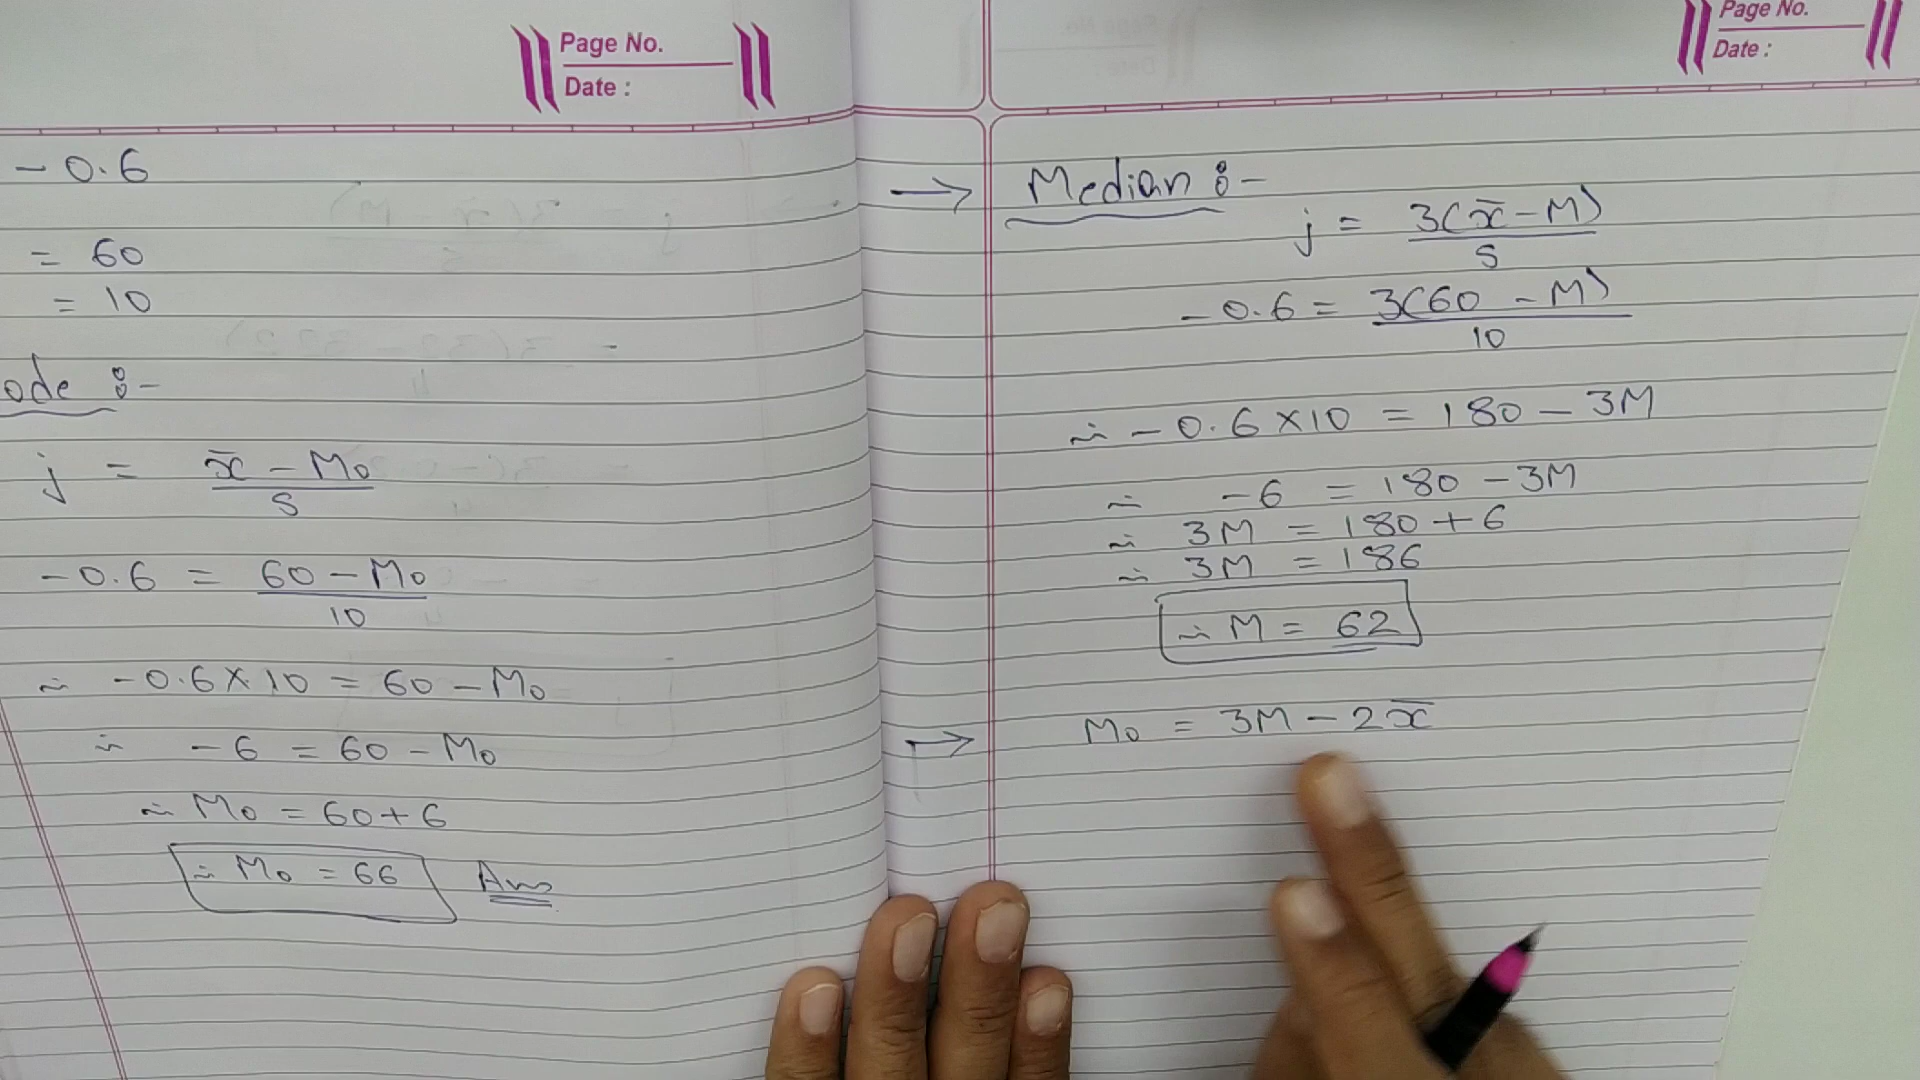 Page No.
Date :
- 0.6
= 60
= 10
ode :-
j = x̄ - Mo / S
-0.6 = 60 - Mo / 10
∴ -0.6 × 10 = 60 - Mo
∴ -6 = 60 - Mo
∴ Mo = 60 + 6
∴ Mo = 66 Ans
Page No.
Date :
→ Median :-
j = 3(x̄ - M) / S
-0.6 = 3(60 - M) / 10
∴ -0.6 × 10 = 180 - 3M
∴ -6 = 180 - 3M
∴ 3M = 180 + 6
∴ 3M = 186
∴ M = 62
→ Mo = 3M - 2x̄